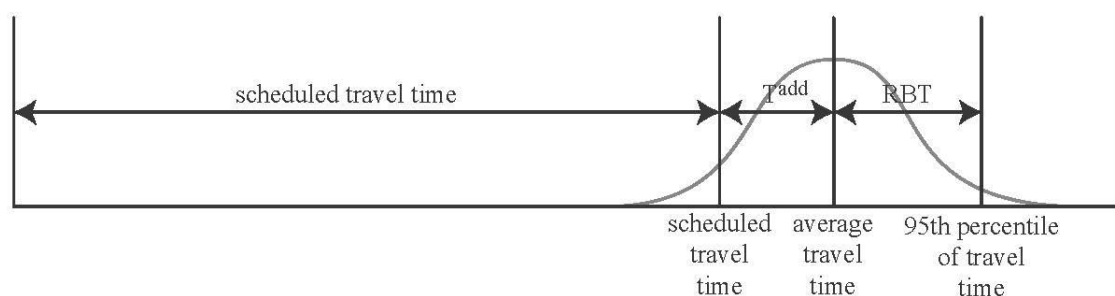 scheduled travel time
T^add
RBT
scheduled
travel
time
average
travel
time
95th percentile
of travel
time